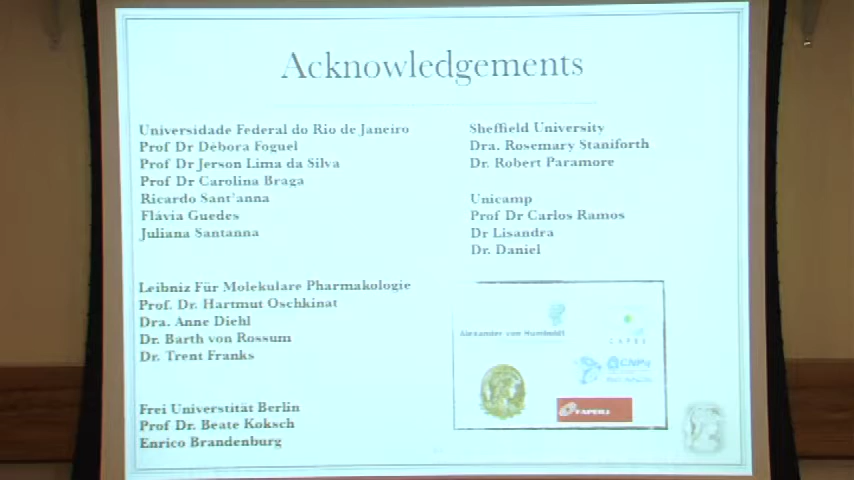 Acknowledgements
Universidade Federal do Rio de Janeiro
Prof Dr Débora Foguel
Prof Dr Jerson Lima da Silva
Prof Dr Carolina Braga
Ricardo Sant'anna
Flávia Guedes
Juliana Santanna
Leibniz Für Molekulare Pharmakologie
Prof. Dr. Hartmut Oschkinat
Dra. Anne Diehl
Dr. Barth von Rossum
Dr. Trent Franks
Frei Universtität Berlin
Prof Dr. Beate Koksch
Enrico Brandenburg
Sheffield University
Dra. Rosemary Staniforth
Dr. Robert Paramore
Unicamp
Prof Dr Carlos Ramos
Dr Lisandra
Dr. Daniel
Alexander von Humboldt
CAPES
CNPq
FAPERJ